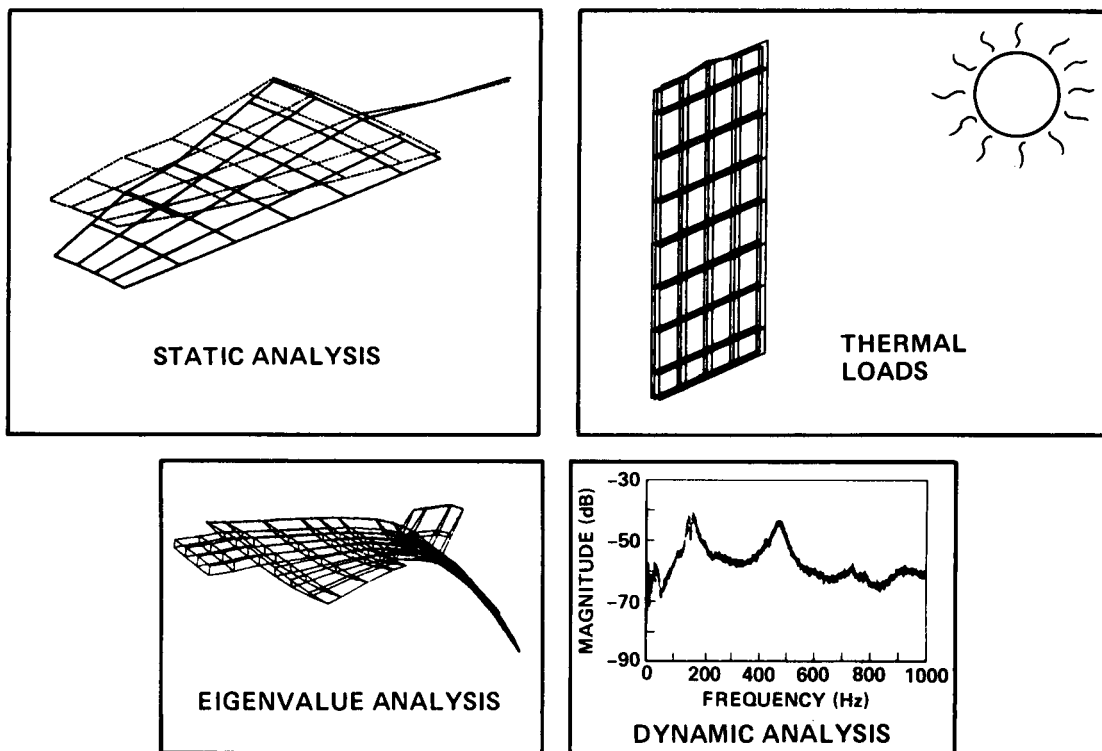 STATIC ANALYSIS
THERMAL
LOADS
EIGENVALUE ANALYSIS
MAGNITUDE (dB)
-30
-50
-70
-90
0 200 400 600 800 1000
FREQUENCY (Hz)
DYNAMIC ANALYSIS